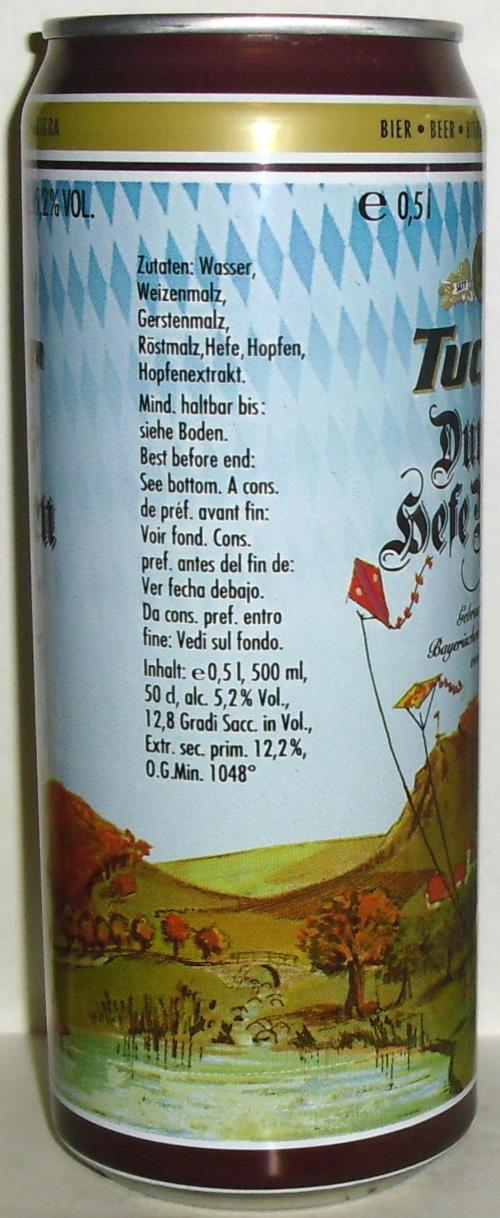 BIER • BEER •
5,2% VOL.
e 0,5 l
Zutaten: Wasser,
Weizenmalz,
Gerstenmalz,
Röstmalz,Hefe, Hopfen,
Hopfenextrakt.
Mind. haltbar bis:
siehe Boden.
Best before end:
See bottom. A cons.
de préf. avant fin:
Voir fond. Cons.
pref. antes del fin de:
Ver fecha debajo.
Da cons. pref. entro
fine: Vedi sul fondo.
Inhalt: e 0,5 l, 500 ml,
50 cl, alc. 5,2% Vol.,
12,8 Gradi Sacc. in Vol.,
Extr. sec. prim. 12,2%,
O.G.Min. 1048°
SEIT
Tuc
Hefe